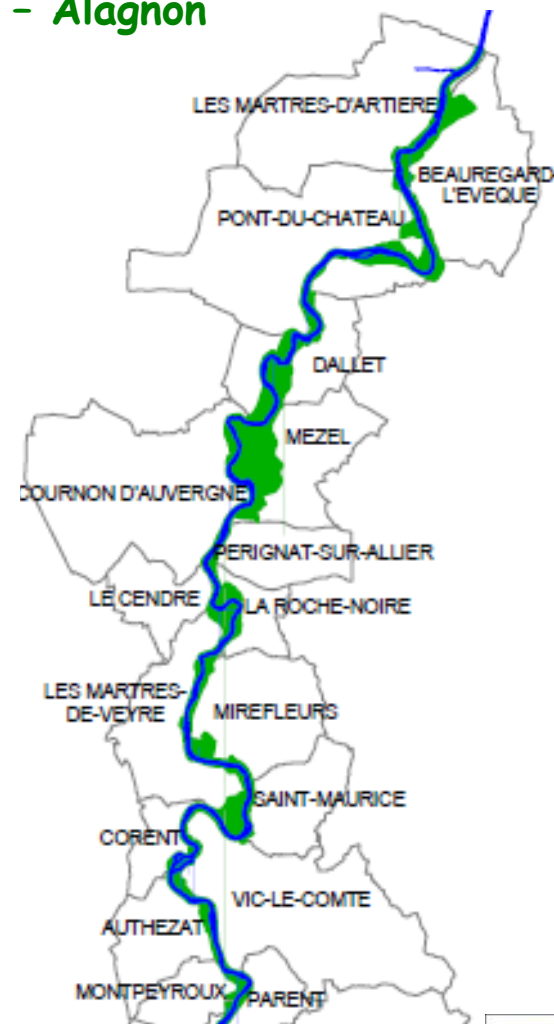 – Alagnon
LES MARTRES-D'ARTIERE
BEAUREGARD-
L'EVEQUE
PONT-DU-CHATEAU
DALLET
MEZEL
COURNON D'AUVERGNE
PERIGNAT-SUR-ALLIER
LE CENDRE
LA ROCHE-NOIRE
LES MARTRES-
DE-VEYRE
MIREFLEURS
SAINT-MAURICE
CORENT
VIC-LE-COMTE
AUTHEZAT
MONTPEYROUX
PARENT